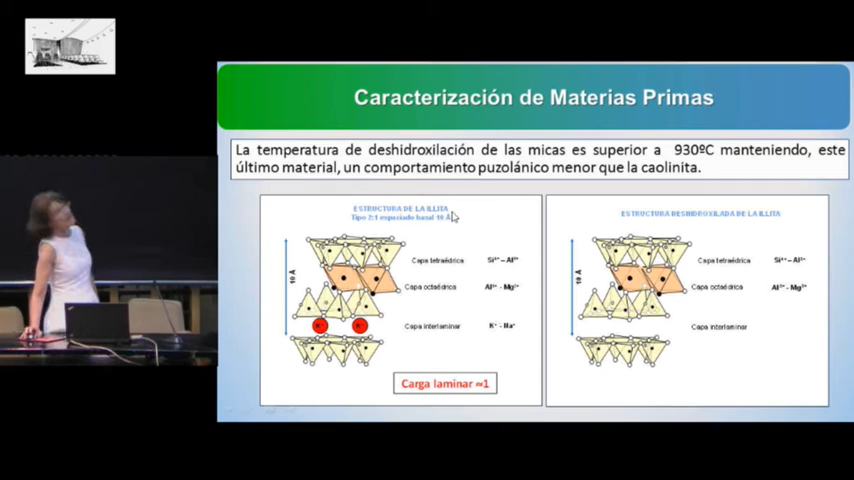 Caracterización de Materias Primas
La temperatura de deshidroxilación de las micas es superior a 930ºC manteniendo, este
último material, un comportamiento puzolánico menor que la caolinita.
ESTRUCTURA DE LA ILLITA
Tipo 2:1 espaciado basal 10 Å
10 Å
Capa tetraédrica Si⁴⁺ – Al³⁺
Capa octaédrica Al³⁺ - Mg²⁺
K⁺ K⁺
Capa interlaminar K⁺ - Na⁺
Carga laminar ≈1
ESTRUCTURA DESHIDROXILADA DE LA ILLITA
10 Å
Capa tetraédrica Si⁴⁺ – Al³⁺
Capa octaédrica Al³⁺ - Mg²⁺
Capa interlaminar